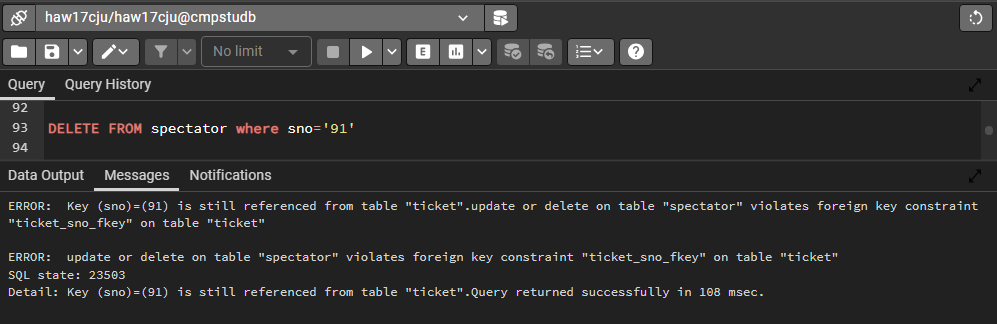 haw17cju/haw17cju@cmpstudb
No limit
Query Query History
92
93 DELETE FROM spectator where sno='91'
94
Data Output Messages Notifications
ERROR:  Key (sno)=(91) is still referenced from table "ticket".update or delete on table "spectator" violates foreign key constraint
"ticket_sno_fkey" on table "ticket"
ERROR:  update or delete on table "spectator" violates foreign key constraint "ticket_sno_fkey" on table "ticket"
SQL state: 23503
Detail: Key (sno)=(91) is still referenced from table "ticket".Query returned successfully in 108 msec.